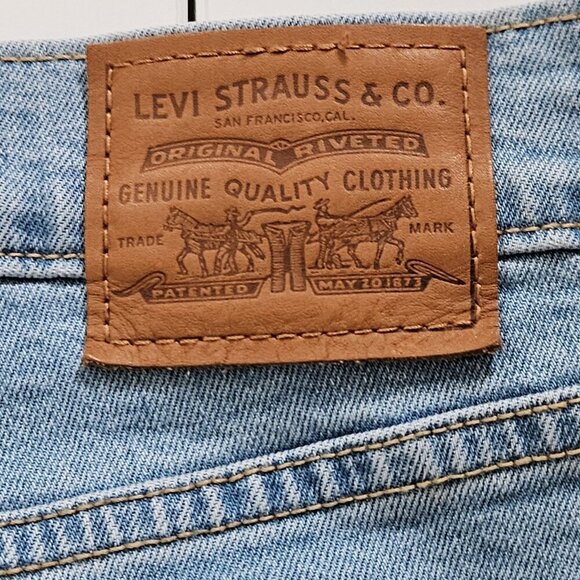 LEVI STRAUSS & CO.
SAN FRANCISCO, CAL.
ORIGINAL RIVETED
GENUINE QUALITY CLOTHING
TRADE MARK
PATENTED MAY 20 1873